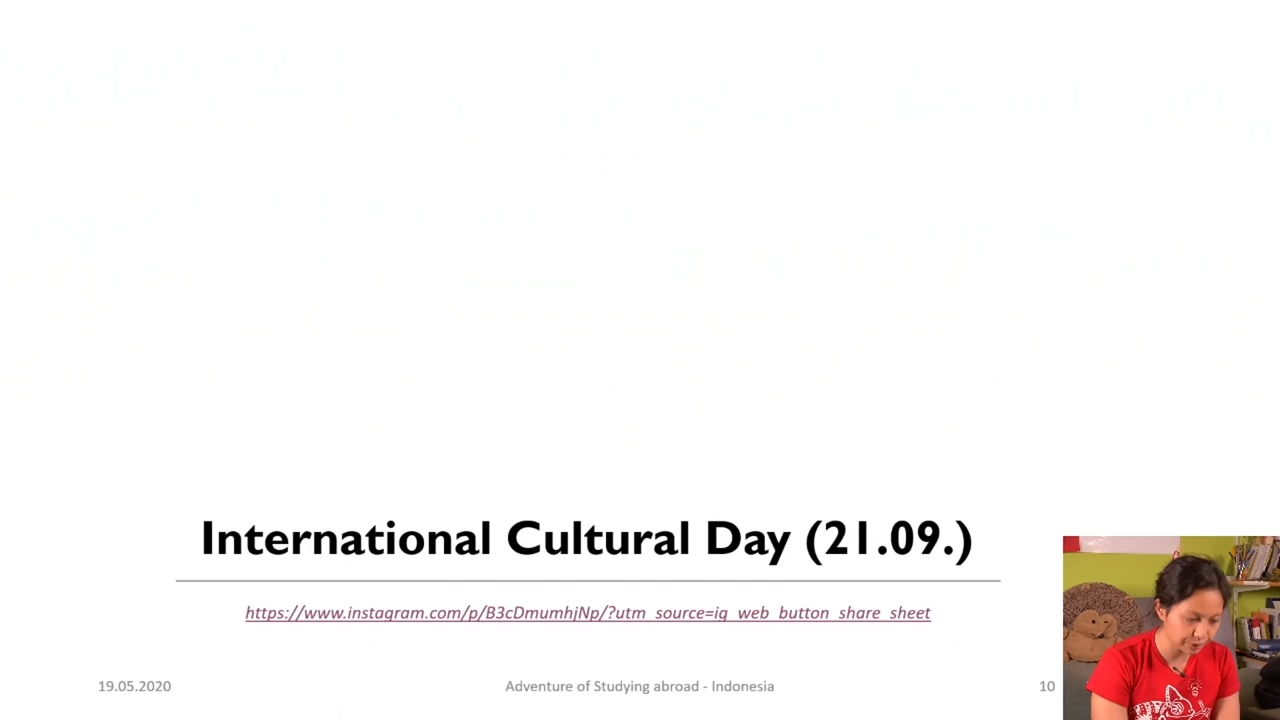 International Cultural Day (21.09.)
https://www.instagram.com/p/B3cDmumhjNp/?utm_source=ig_web_button_share_sheet
19.05.2020
Adventure of Studying abroad - Indonesia
10